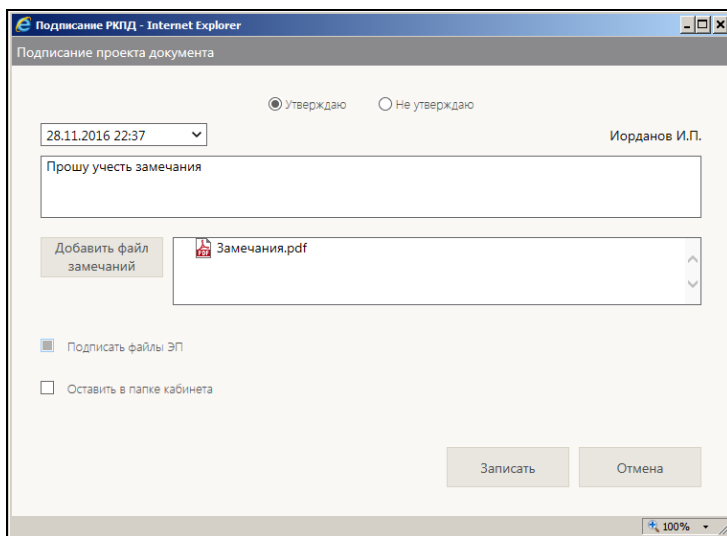 Подписание РКПД - Internet Explorer
Подписание проекта документа
Утверждаю Не утверждаю
28.11.2016 22:37 Иорданов И.П.
Прошу учесть замечания
Добавить файл
замечаний
Замечания.pdf
Подписать файлы ЭП
Оставить в папке кабинета
Записать Отмена
100%